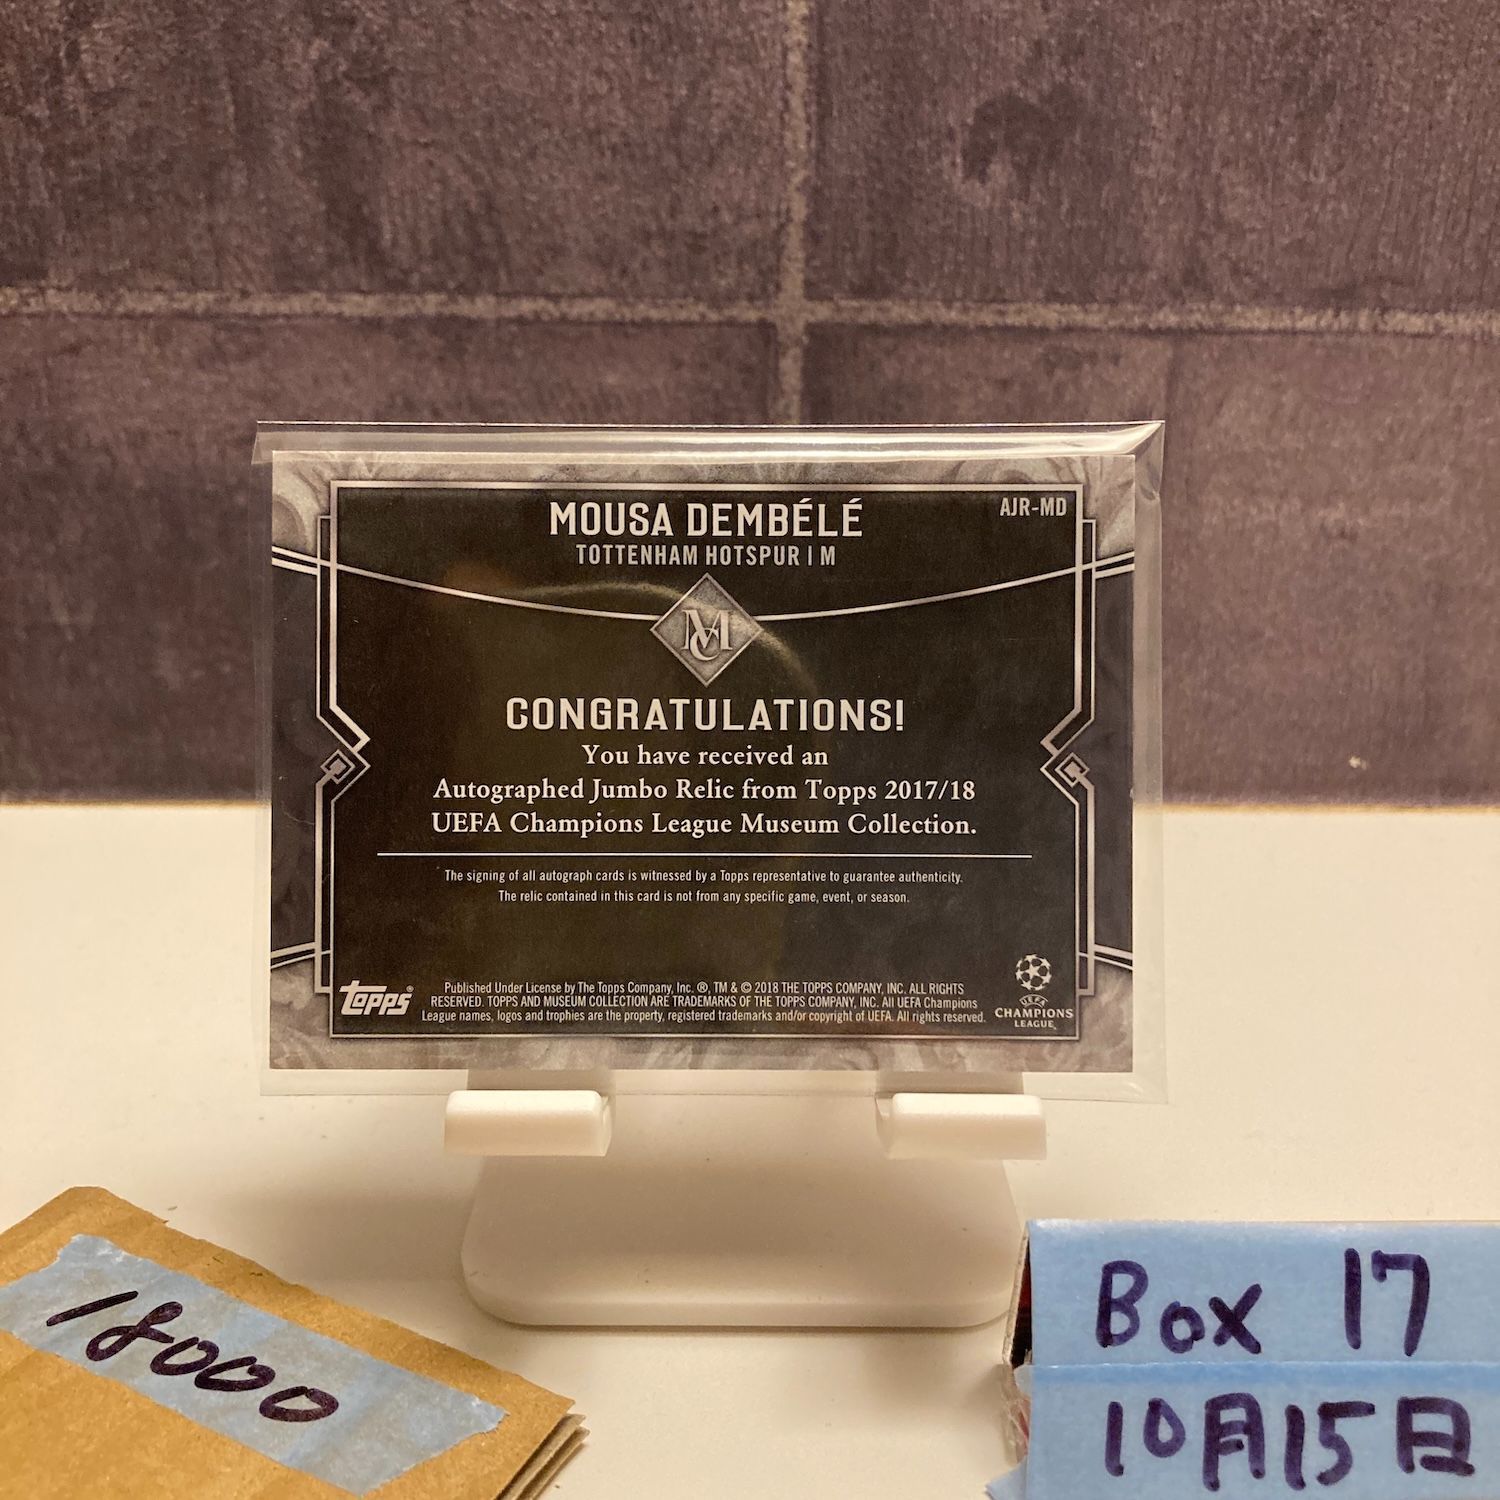 MOUSA DEMBÉLÉ
AJR-MD
TOTTENHAM HOTSPUR | M
MC
CONGRATULATIONS!
You have received an
Autographed Jumbo Relic from Topps 2017/18
UEFA Champions League Museum Collection.
The signing of all autograph cards is witnessed by a Topps representative to guarantee authenticity.
The relic contained in this card is not from any specific game, event, or season.
topps®
Published Under License by The Topps Company, Inc. ®, TM & © 2018 THE TOPPS COMPANY, INC. ALL RIGHTS
RESERVED. TOPPS AND MUSEUM COLLECTION ARE TRADEMARKS OF THE TOPPS COMPANY, INC. All UEFA Champions
League names, logos and trophies are the property, registered trademarks and/or copyright of UEFA. All rights reserved.
UEFA
CHAMPIONS
LEAGUE
18000
Box 17
10月15日